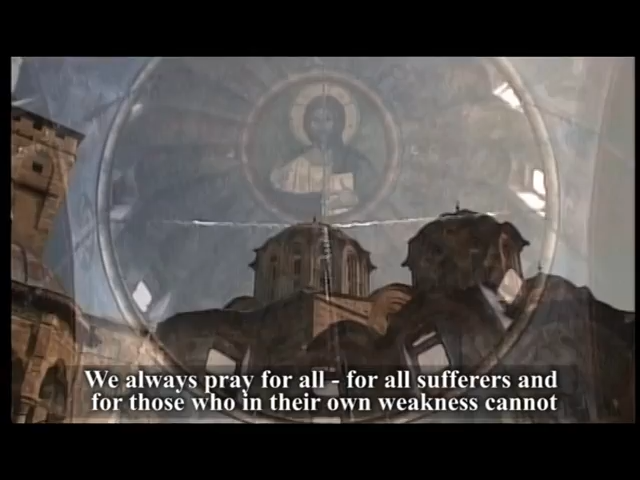 We always pray for all - for all sufferers and
for those who in their own weakness cannot